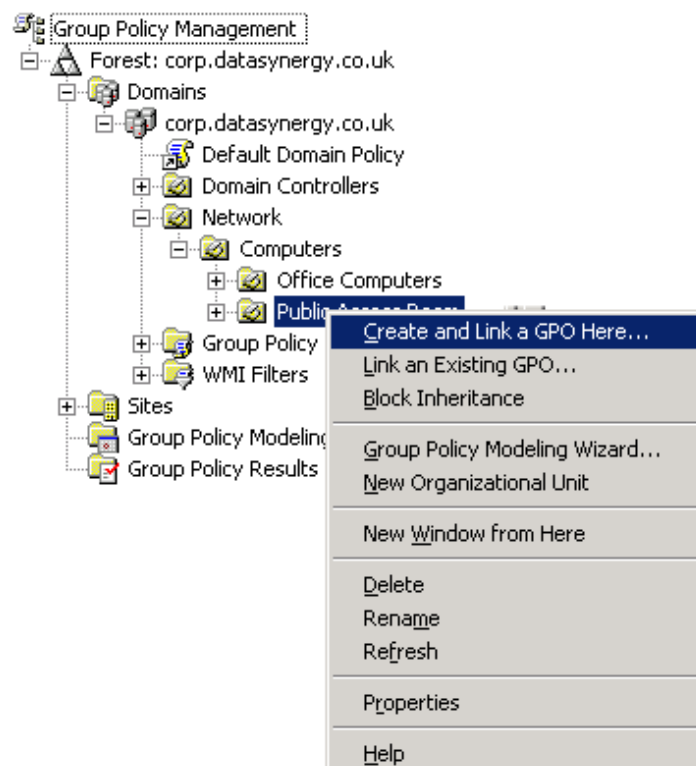 Group Policy Management
Forest: corp.datasynergy.co.uk
Domains
corp.datasynergy.co.uk
Default Domain Policy
Domain Controllers
Network
Computers
Office Computers
Public
Group Policy
WMI Filters
Sites
Group Policy Modeling
Group Policy Results
Create and Link a GPO Here...
Link an Existing GPO...
Block Inheritance
Group Policy Modeling Wizard...
New Organizational Unit
New Window from Here
Delete
Rename
Refresh
Properties
Help